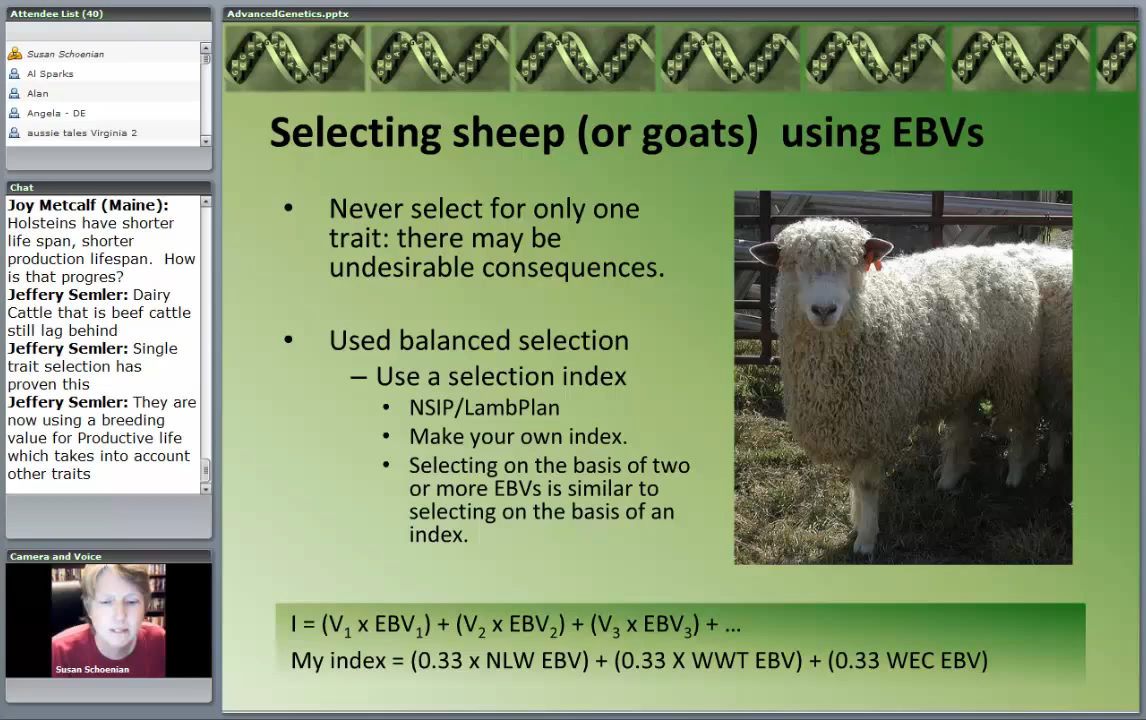 Attendee List (40)
Susan Schoenian
Al Sparks
Alan
Angela - DE
aussie tales Virginia 2
Chat
Joy Metcalf (Maine):
Holsteins have shorter
life span, shorter
production lifespan.  How
is that progres?
Jeffery Semler: Dairy
Cattle that is beef cattle
still lag behind
Jeffery Semler: Single
trait selection has
proven this
Jeffery Semler: They are
now using a breeding
value for Productive life
which takes into account
other traits
Camera and Voice
Susan Schoenian
AdvancedGenetics.pptx
Selecting sheep (or goats)  using EBVs
• Never select for only one
trait: there may be
undesirable consequences.
• Used balanced selection
– Use a selection index
• NSIP/LambPlan
• Make your own index.
• Selecting on the basis of two
or more EBVs is similar to
selecting on the basis of an
index.
I = (V₁ x EBV₁) + (V₂ x EBV₂) + (V₃ x EBV₃) + ...
My index = (0.33 x NLW EBV) + (0.33 X WWT EBV) + (0.33 WEC EBV)